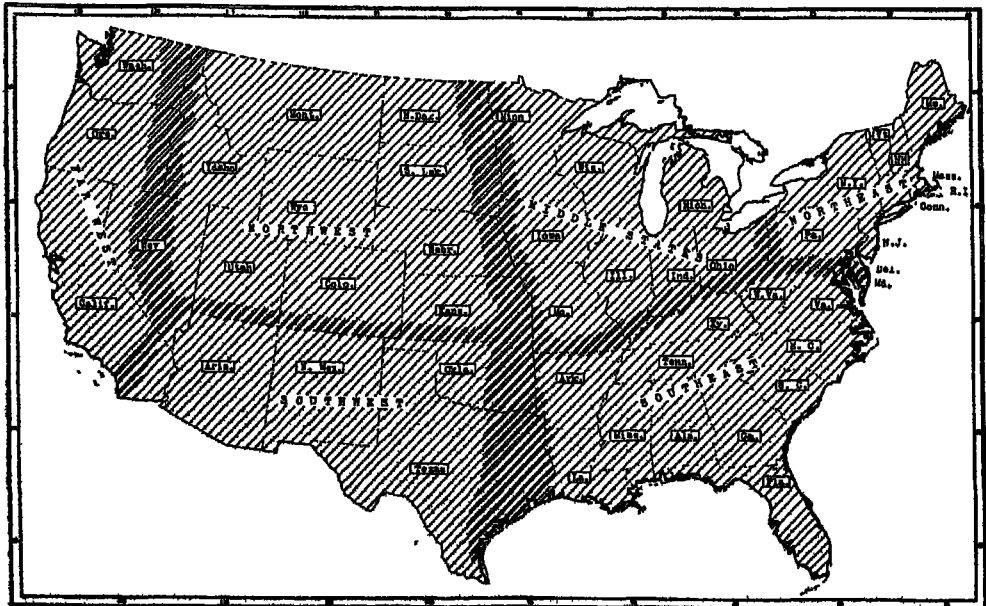 Wash.
Mont.
N.Dak.
Minn
Me.
Ore.
Vt
NH
Idaho
S. Dak.
Wis.
Mass.
N.Y.
R.I.
Wyo
Mich.
Conn.
NORTHWEST
MIDDLE STATES
NORTHEAST
Nev.
Iowa
Pa.
N.J.
Utah
Nebr.
Ill.
Ind.
Ohio
Del.
Colo.
W.Va.
Md.
Calif.
Kans.
Mo.
Va.
Ky.
N. C.
Ariz.
N. Mex.
Okla.
Tenn.
Ark.
S. C.
SOUTHWEST
SOUTHEAST
Miss.
Ala.
Ga.
Texas
La.
Fla.